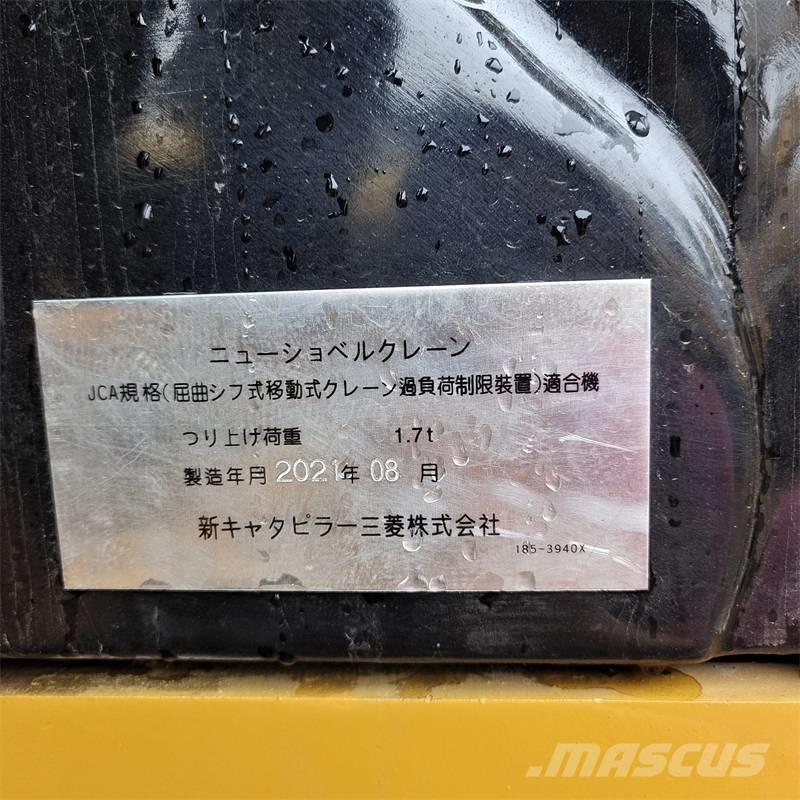 ニューショベルクレーン
JCA規格(屈曲シフ式移動式クレーン過負荷制限装置)適合機
つり上げ荷重 1.7t
製造年月 2021年 08 月
新キャタピラー三菱株式会社
185-3940X
MASCUS